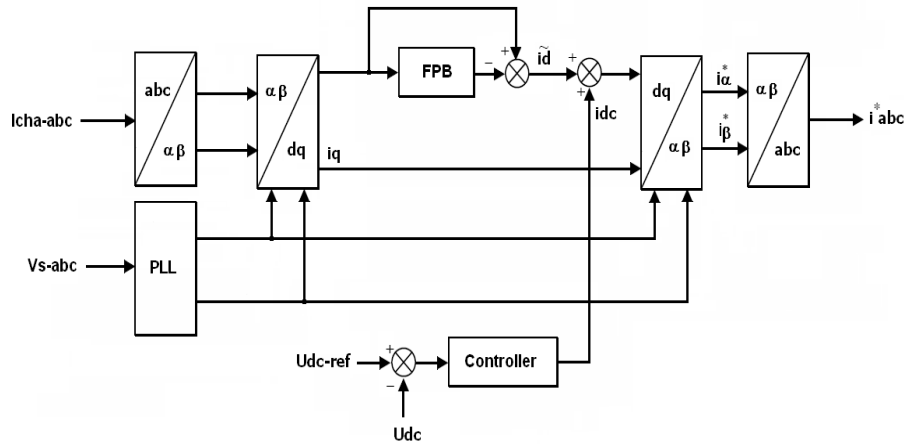 abc
αβ
αβ
dq
FPB
+
−
ĩd
+
+
idc
dq
αβ
i*α
i*β
αβ
abc
i*abc
Icha-abc
iq
Vs-abc
PLL
Udc-ref
+
−
Controller
Udc